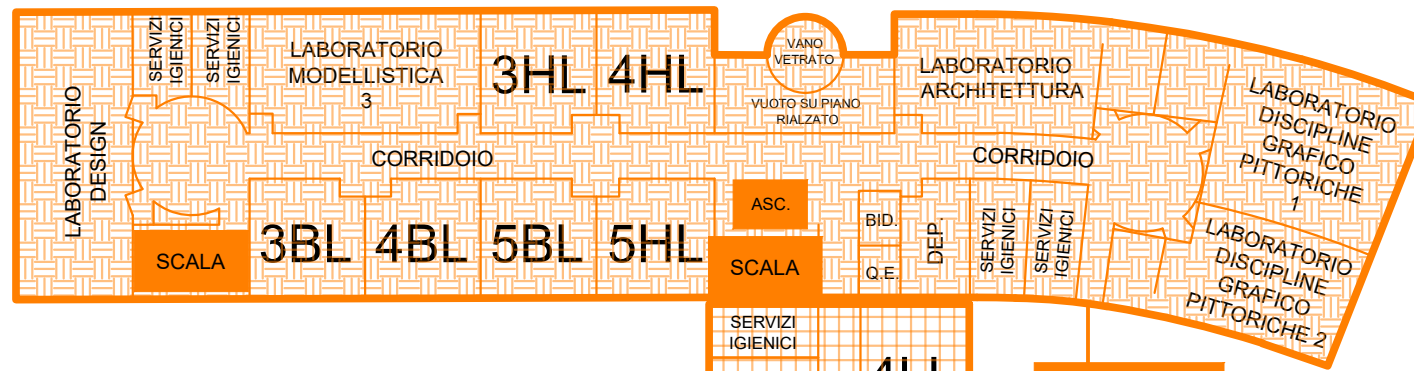 LABORATORIO
DESIGN
SERVIZI
IGIENICI
SERVIZI
IGIENICI
LABORATORIO
MODELLISTICA
3
3HL
4HL
VANO
VETRATO
VUOTO SU PIANO
RIALZATO
LABORATORIO
ARCHITETTURA
LABORATORIO
DISCIPLINE
GRAFICO
PITTORICHE
1
CORRIDOIO
CORRIDOIO
SCALA
3BL
4BL
5BL
5HL
ASC.
SCALA
BID.
Q.E.
DEP.
SERVIZI
IGIENICI
SERVIZI
IGIENICI
LABORATORIO
DISCIPLINE
GRAFICO
PITTORICHE 2
SERVIZI
IGIENICI